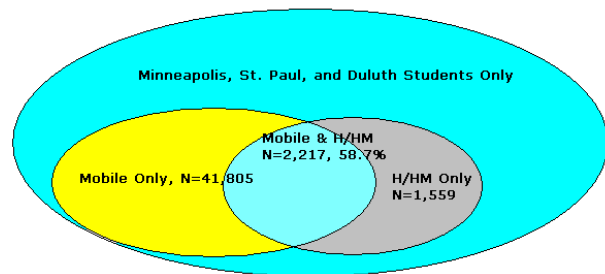 Minneapolis, St. Paul, and Duluth Students Only
Mobile & H/HM
N=2,217, 58.7%
Mobile Only, N=41,805
H/HM Only
N=1,559